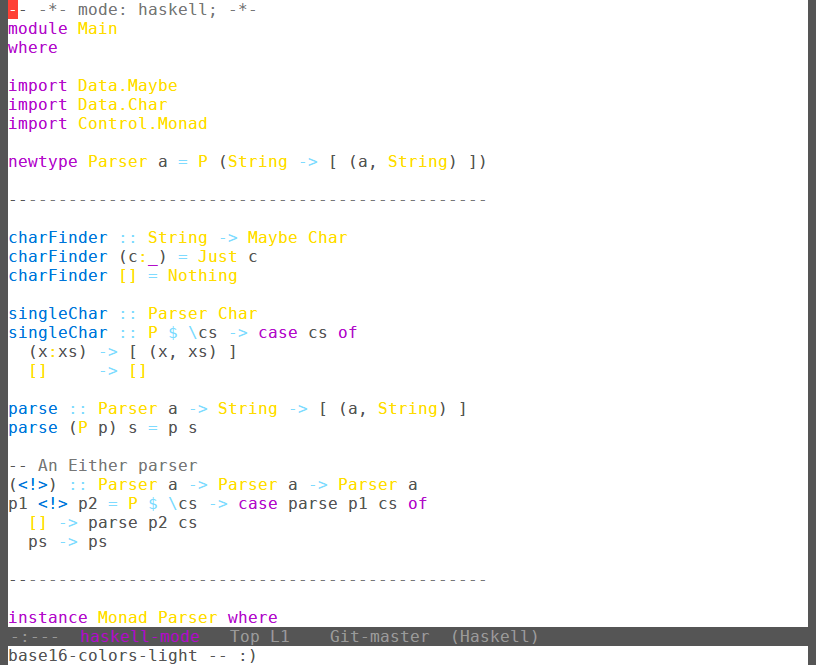 -- -*- mode: haskell; -*-
module Main
where
import Data.Maybe
import Data.Char
import Control.Monad
newtype Parser a = P (String -> [ (a, String) ])
------------------------------------------------
charFinder :: String -> Maybe Char
charFinder (c:_) = Just c
charFinder [] = Nothing
singleChar :: Parser Char
singleChar :: P $ \cs -> case cs of
  (x:xs) -> [ (x, xs) ]
  []     -> []
parse :: Parser a -> String -> [ (a, String) ]
parse (P p) s = p s
-- An Either parser
(<!>) :: Parser a -> Parser a -> Parser a
p1 <!> p2 = P $ \cs -> case parse p1 cs of
  [] -> parse p2 cs
  ps -> ps
------------------------------------------------
instance Monad Parser where
-:---  haskell-mode   Top L1    Git-master  (Haskell)
base16-colors-light -- :)